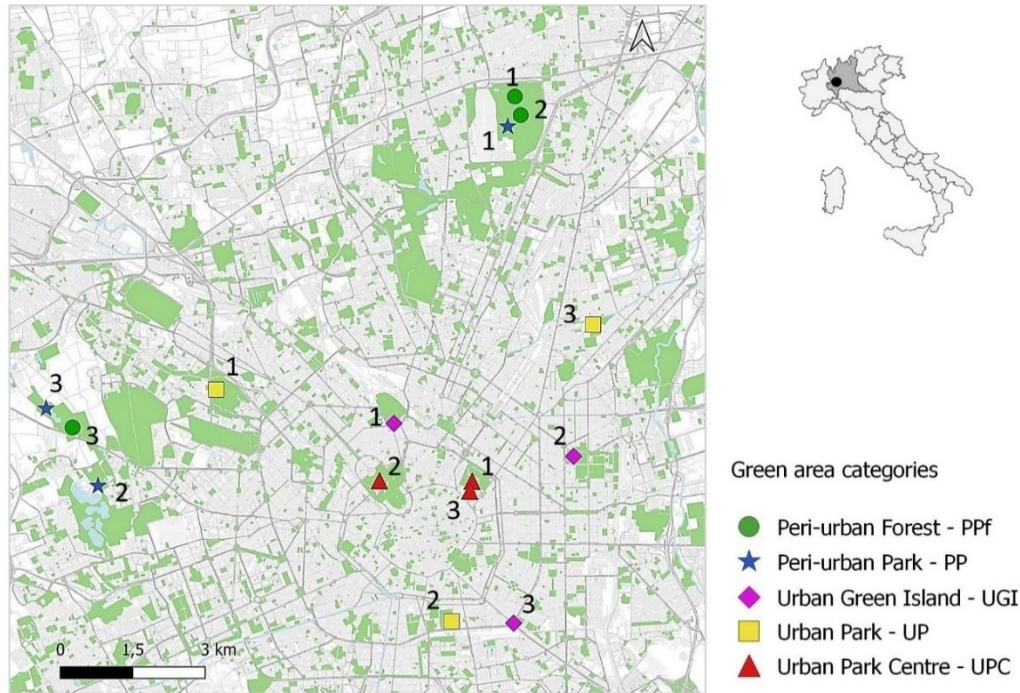 1
2
1
3
1
3
3
2
1
2
2
1
3
2
3
0 1,5 3 km
Green area categories
Peri-urban Forest - PPf
Peri-urban Park - PP
Urban Green Island - UGI
Urban Park - UP
Urban Park Centre - UPC